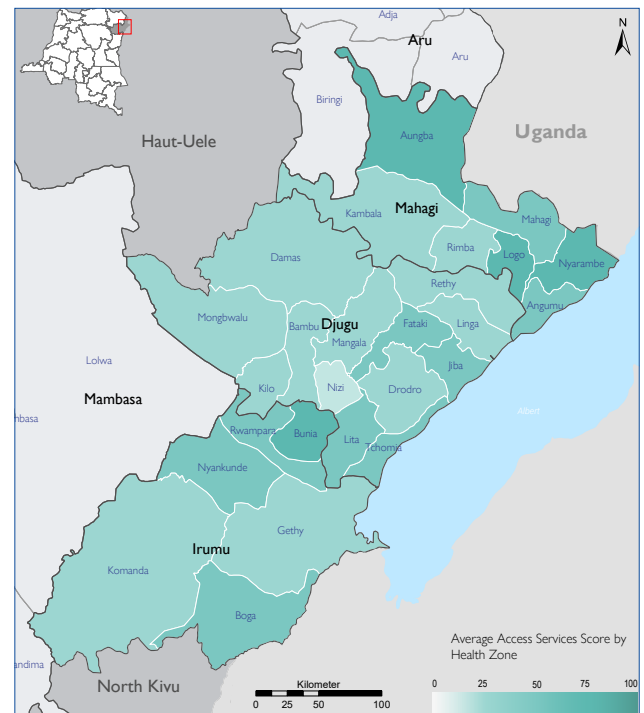 Adja
Aru
Aru
N
Biringi
Haut-Uele
Aungba
Uganda
Kambala
Mahagi
Mahagi
Rimba
Logo
Nyarambe
Damas
Rethy
Angumu
Mongbwalu
Bambu
Djugu
Fataki
Linga
Mangala
Lolwa
Jiba
Kilo
Nizi
Drodro
Mambasa
hbasa
Albert
Rwampara
Bunia
Lita
Tchomia
Nyankunde
Gethy
Irumu
Komanda
Boga
Average Access Services Score by
Health Zone
andima
North Kivu
Kilometer
0 25 50 100
0 25 50 75 100